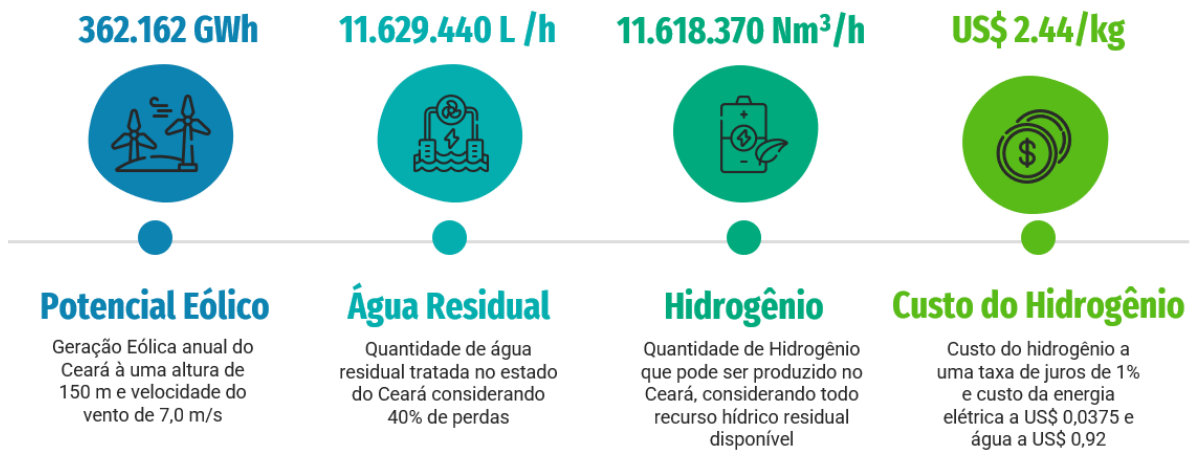 362.162 GWh
11.629.440 L /h
11.618.370 Nm³/h
US$ 2.44/kg
Potencial Eólico
Geração Eólica anual do
Ceará à uma altura de
150 m e velocidade do
vento de 7,0 m/s
Água Residual
Quantidade de água
residual tratada no estado
do Ceará considerando
40% de perdas
Hidrogênio
Quantidade de Hidrogênio
que pode ser produzido no
Ceará, considerando todo
recurso hídrico residual
disponível
Custo do Hidrogênio
Custo do hidrogênio a
uma taxa de juros de 1%
e custo da energia
elétrica a US$ 0,0375 e
água a US$ 0,92